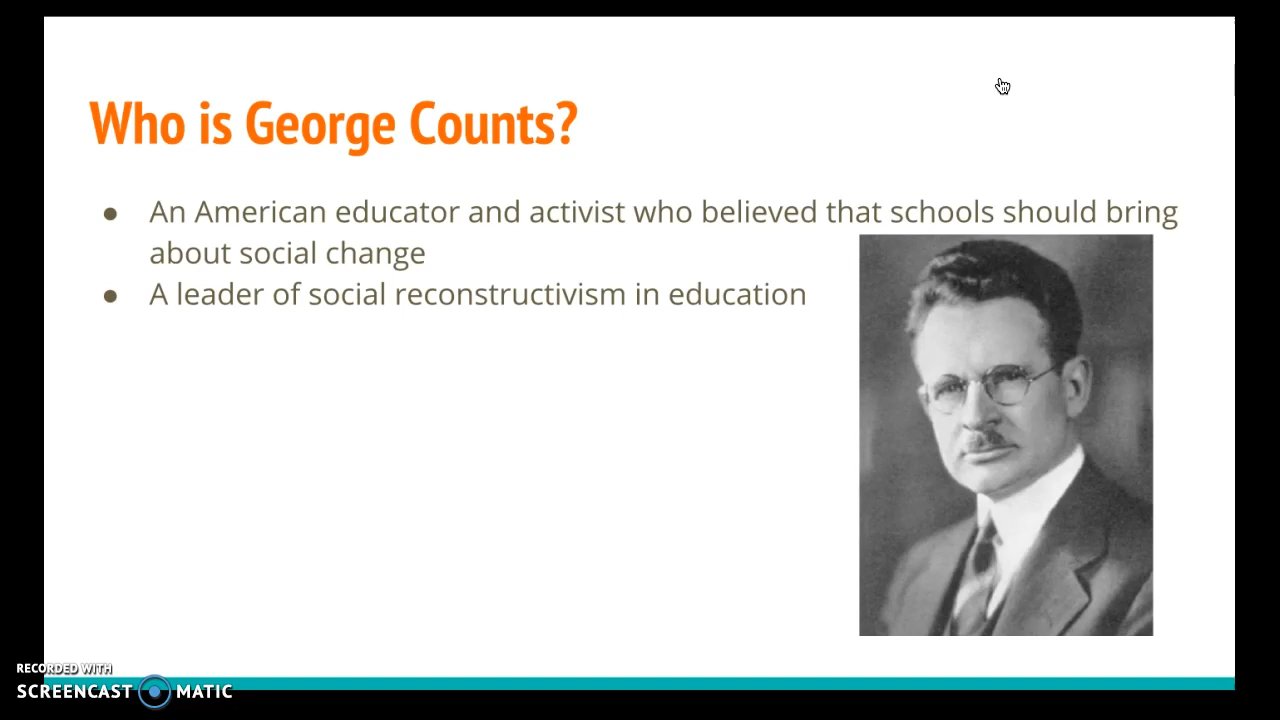 Who is George Counts?
● An American educator and activist who believed that schools should bring
about social change
● A leader of social reconstructivism in education
RECORDED WITH
SCREENCAST MATIC